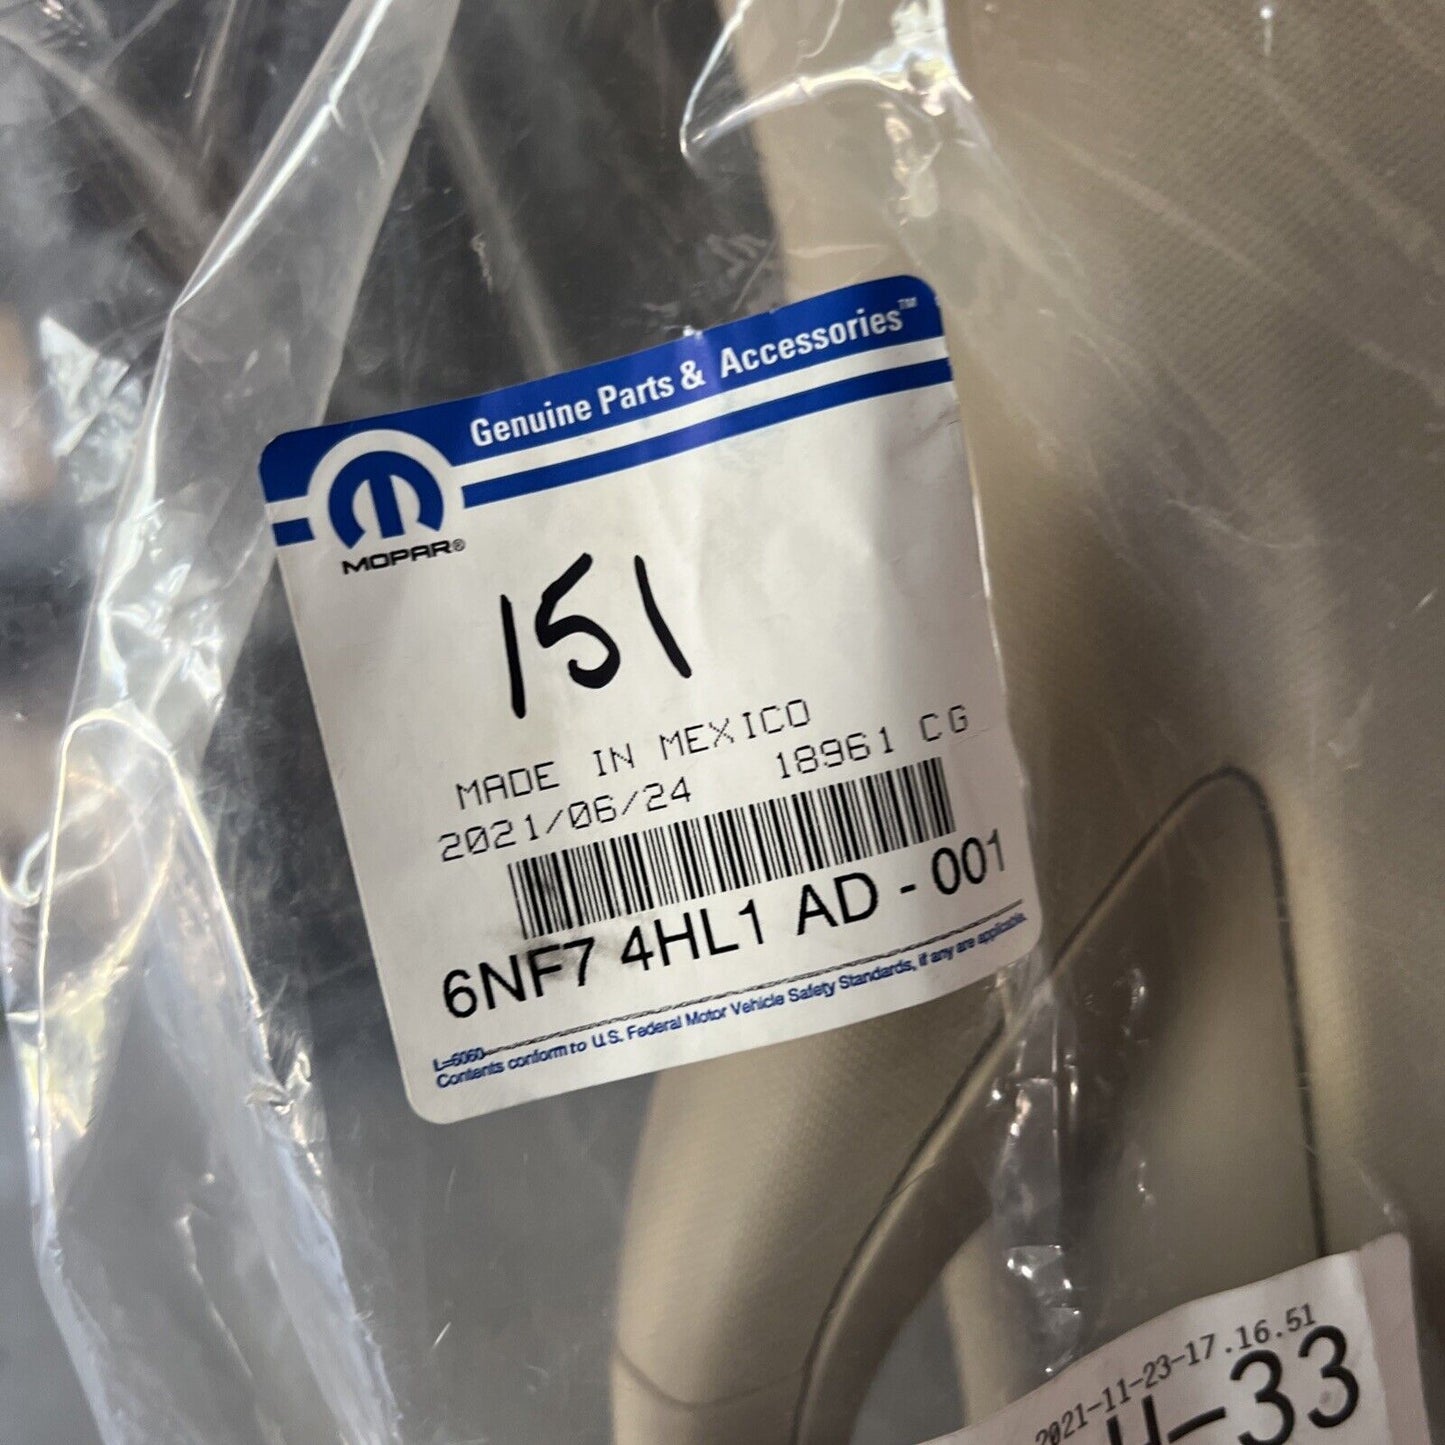 Genuine Parts & Accessories™
MOPAR®
151
MADE IN MEXICO
2021/06/24 18961 CG
6NF7 4HL1 AD - 001
L=6060
Contents conform to U.S. Federal Motor Vehicle Safety Standards, if any are applicable.
2021-11-23-17.16.51
-33